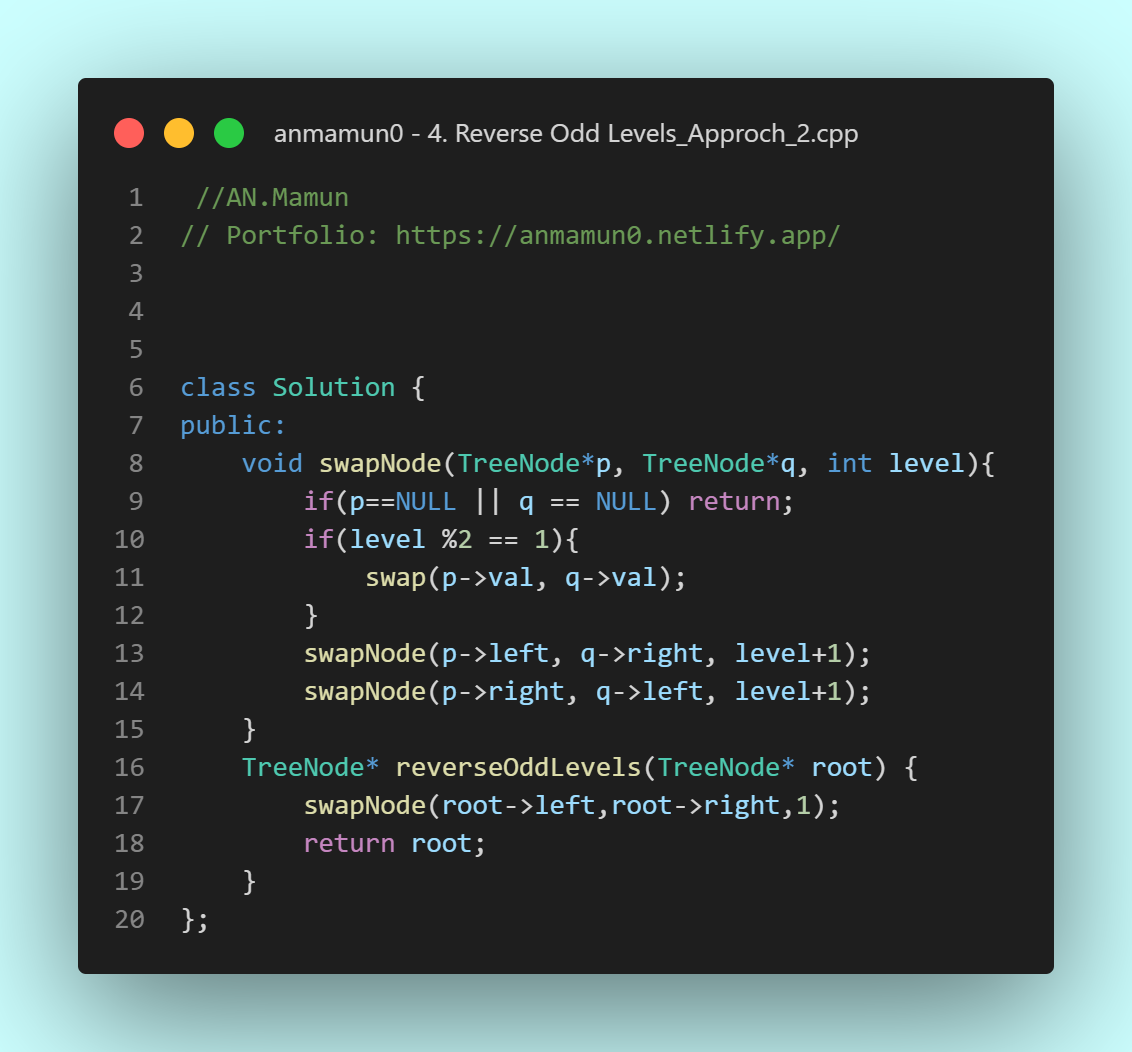 anmamun0 - 4. Reverse Odd Levels_Approch_2.cpp
1 //AN.Mamun
2 // Portfolio: https://anmamun0.netlify.app/
3
4
5
6 class Solution {
7 public:
8 void swapNode(TreeNode*p, TreeNode*q, int level){
9 if(p==NULL || q == NULL) return;
10 if(level %2 == 1){
11 swap(p->val, q->val);
12 }
13 swapNode(p->left, q->right, level+1);
14 swapNode(p->right, q->left, level+1);
15 }
16 TreeNode* reverseOddLevels(TreeNode* root) {
17 swapNode(root->left,root->right,1);
18 return root;
19 }
20 };